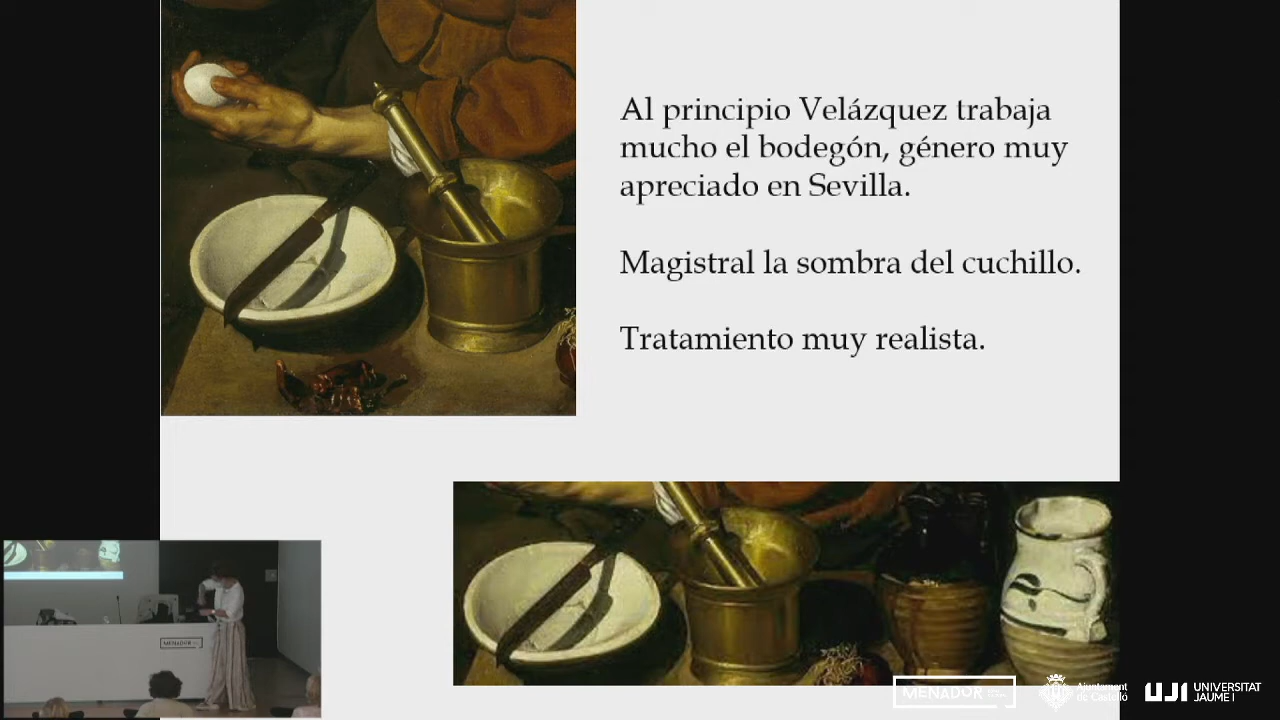 Al principio Velázquez trabaja
mucho el bodegón, género muy
apreciado en Sevilla.
Magistral la sombra del cuchillo.
Tratamiento muy realista.
MENADOR
MENADOR
Ajuntament
de Castelló
UJI UNIVERSITAT
JAUME I